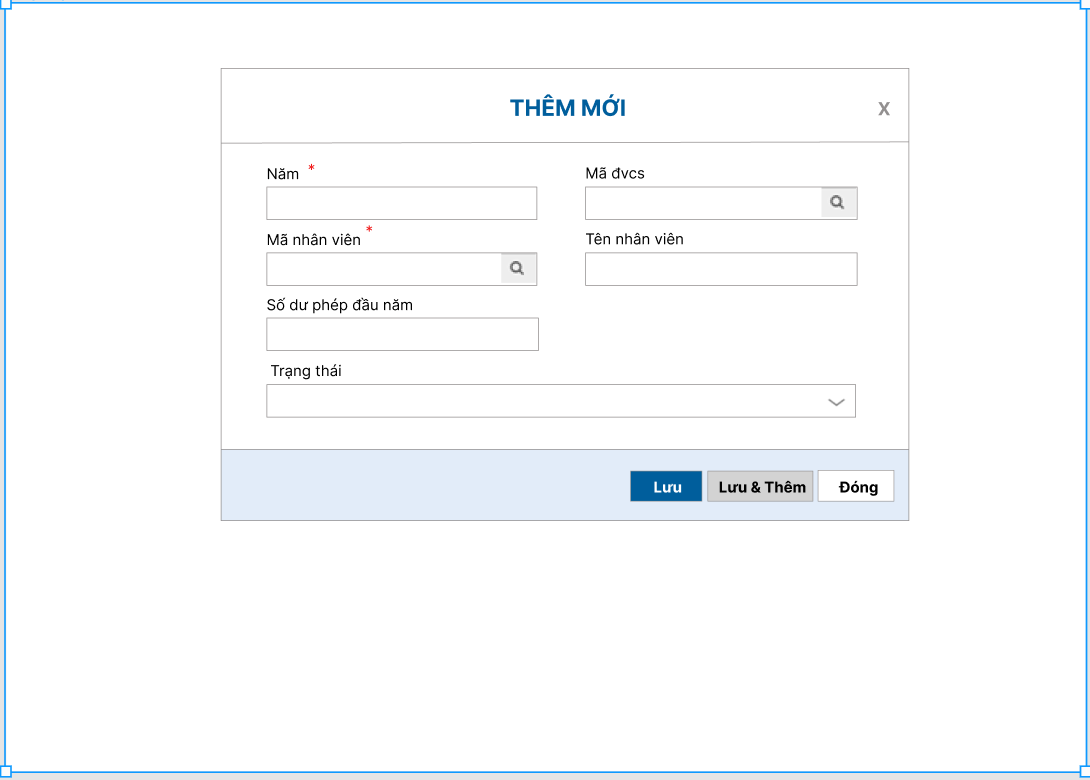 THÊM MỚI
X
Năm *
Mã đvcs
Mã nhân viên *
Tên nhân viên
Số dư phép đầu năm
Trạng thái
Lưu
Lưu & Thêm
Đóng